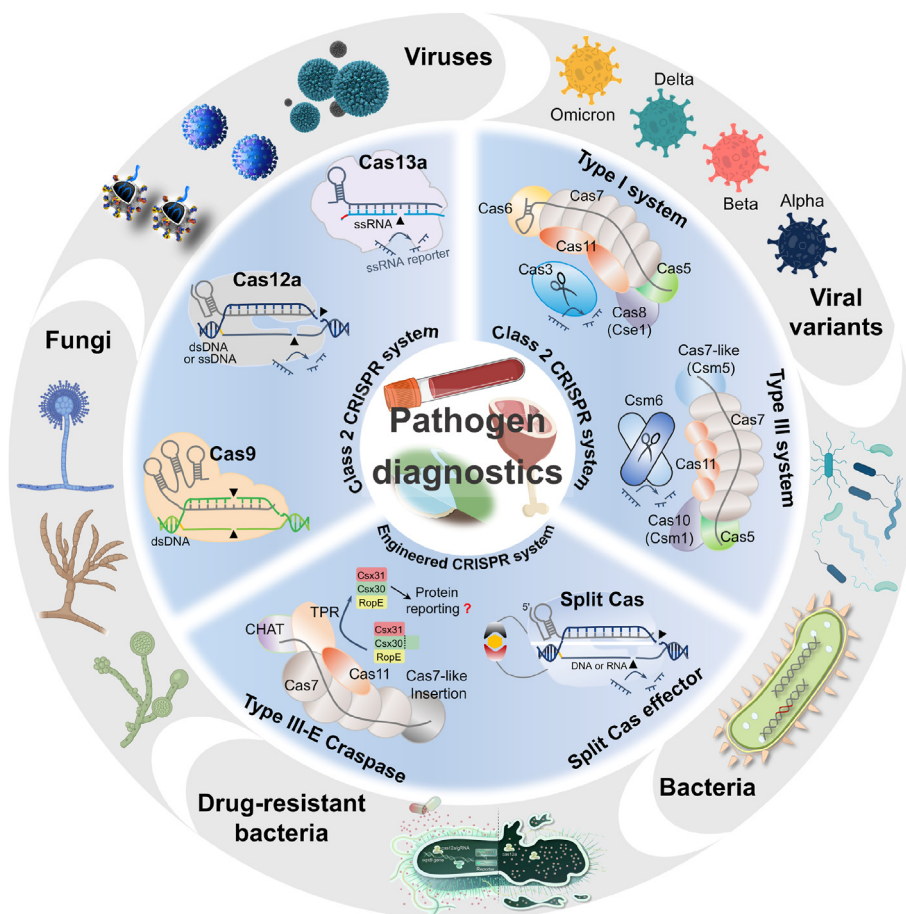 Viruses
Omicron
Delta
Beta
Alpha
Viral
variants
Bacteria
Drug-resistant
bacteria
Fungi
Cas13a
ssRNA
ssRNA reporter
Cas12a
dsDNA
or ssDNA
Cas9
dsDNA
Class 2 CRISPR system
Type I system
Cas6
Cas7
Cas11
Cas3
Cas5
Cas8
(Cse1)
Class 2 CRISPR system
Cas7-like
(Csm5)
Csm6
Cas7
Cas11
Cas10
(Csm1)
Cas5
Type III system
Pathogen
diagnostics
Engineered CRISPR system
Csx31
Csx30
RopE
Protein
reporting ?
TPR
CHAT
Csx31
Csx30
RopE
Cas11
Cas7
Cas7-like
Insertion
Type III-E Craspase
Split Cas
5'
DNA or RNA
Split Cas effector